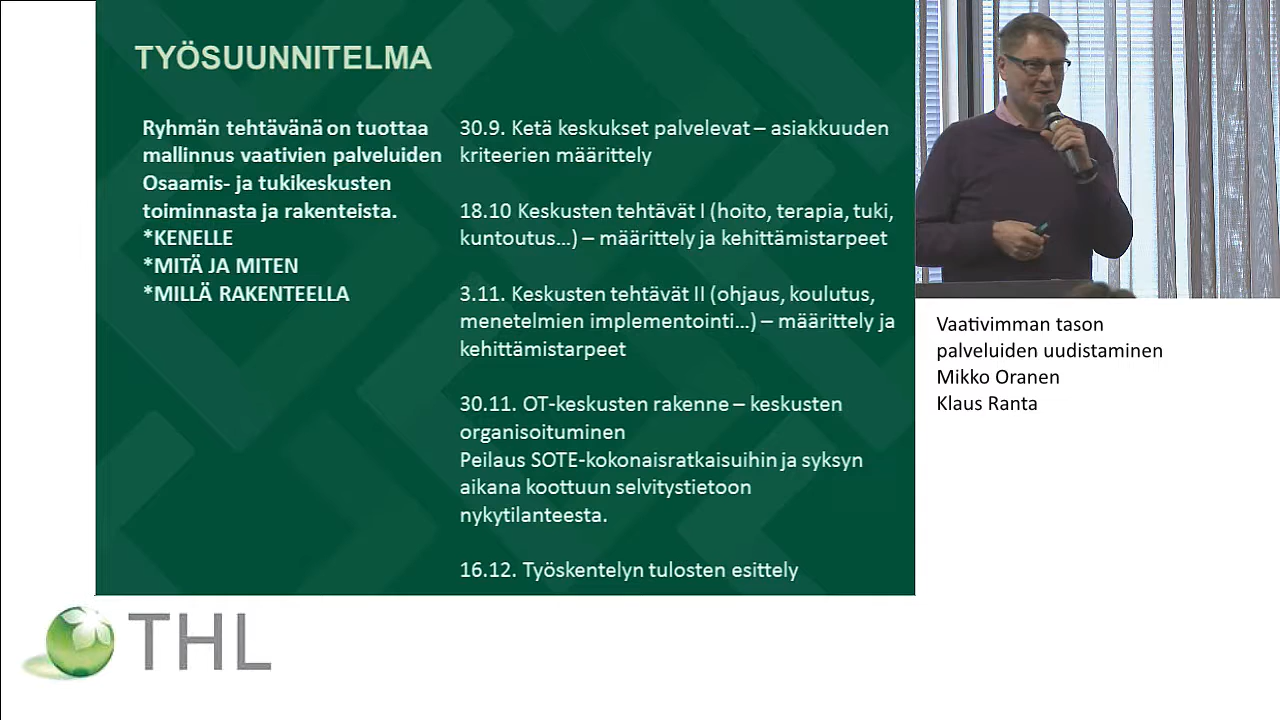 TYÖSUUNNITELMA
Ryhmän tehtävänä on tuottaa
mallinnus vaativien palveluiden
Osaamis- ja tukikeskusten
toiminnasta ja rakenteista.
*KENELLE
*MITÄ JA MITEN
*MILLÄ RAKENTEELLA
30.9. Ketä keskukset palvelevat – asiakkuuden
kriteerien määrittely
18.10 Keskusten tehtävät I (hoito, terapia, tuki,
kuntoutus...) – määrittely ja kehittämistarpeet
3.11. Keskusten tehtävät II (ohjaus, koulutus,
menetelmien implementointi...) – määrittely ja
kehittämistarpeet
30.11. OT-keskusten rakenne – keskusten
organisoituminen
Peilaus SOTE-kokonaisratkaisuihin ja syksyn
aikana koottuun selvitystietoon
nykytilanteesta.
16.12. Työskentelyn tulosten esittely
Vaativimman tason
palveluiden uudistaminen
Mikko Oranen
Klaus Ranta
THL